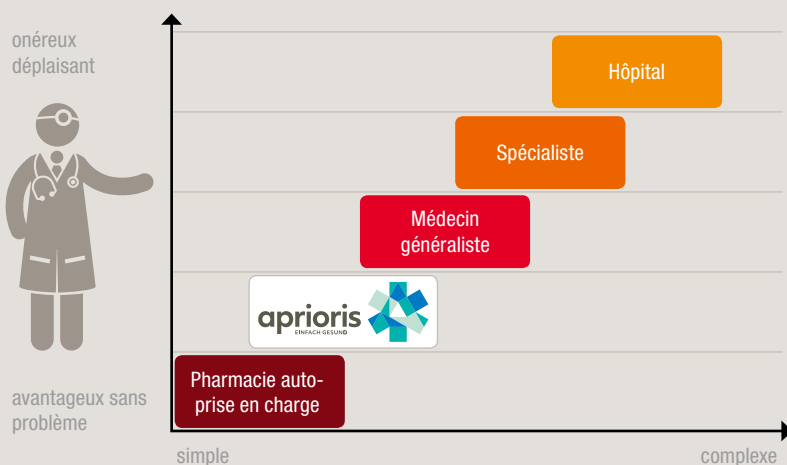 onéreux
déplaisant
Hôpital
Spécialiste
Médecin
généraliste
aprioris
EINFACH GESUND
Pharmacie auto-
prise en charge
avantageux sans
problème
simple
complexe